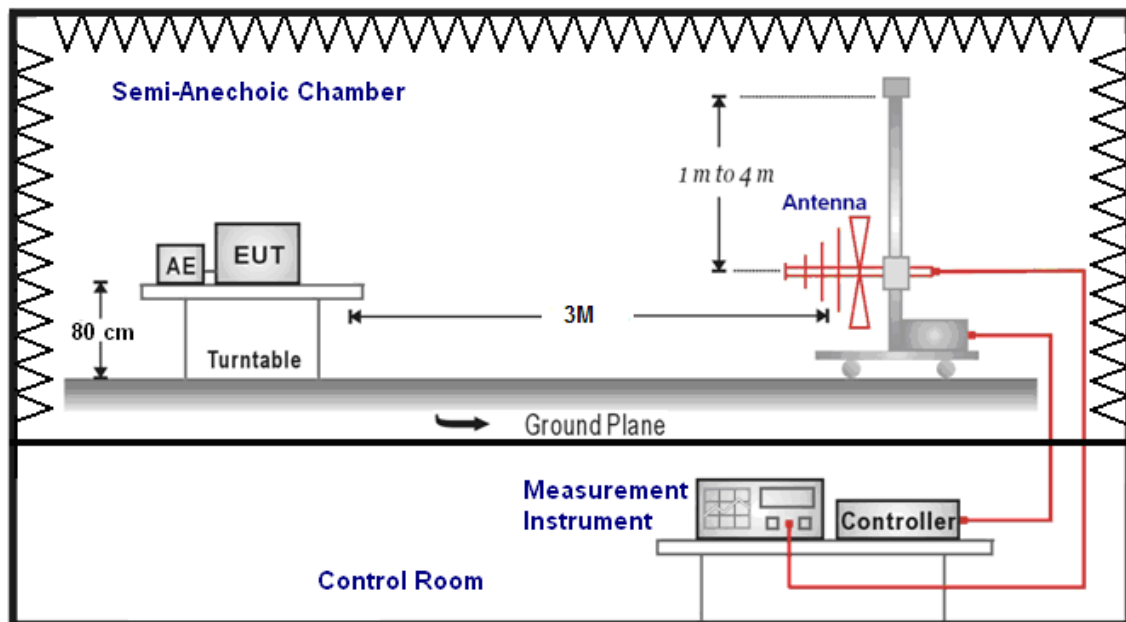 Semi-Anechoic Chamber
1 m to 4 m
Antenna
AE
EUT
80 cm
3M
Turntable
Ground Plane
Measurement
Instrument
Controller
Control Room